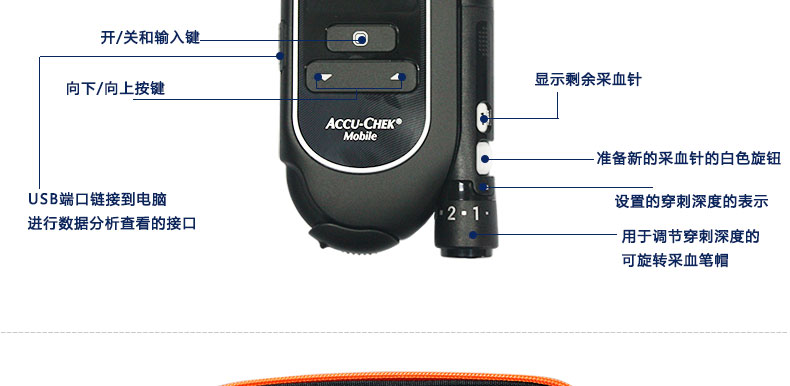 开/关和输入键
向下/向上按键
显示剩余采血针
ACCU-CHEK®
Mobile
准备新的采血针的白色旋钮
USB端口链接到电脑
进行数据分析查看的接口
设置的穿刺深度的表示
2 · 1 ·
用于调节穿刺深度的
可旋转采血笔帽